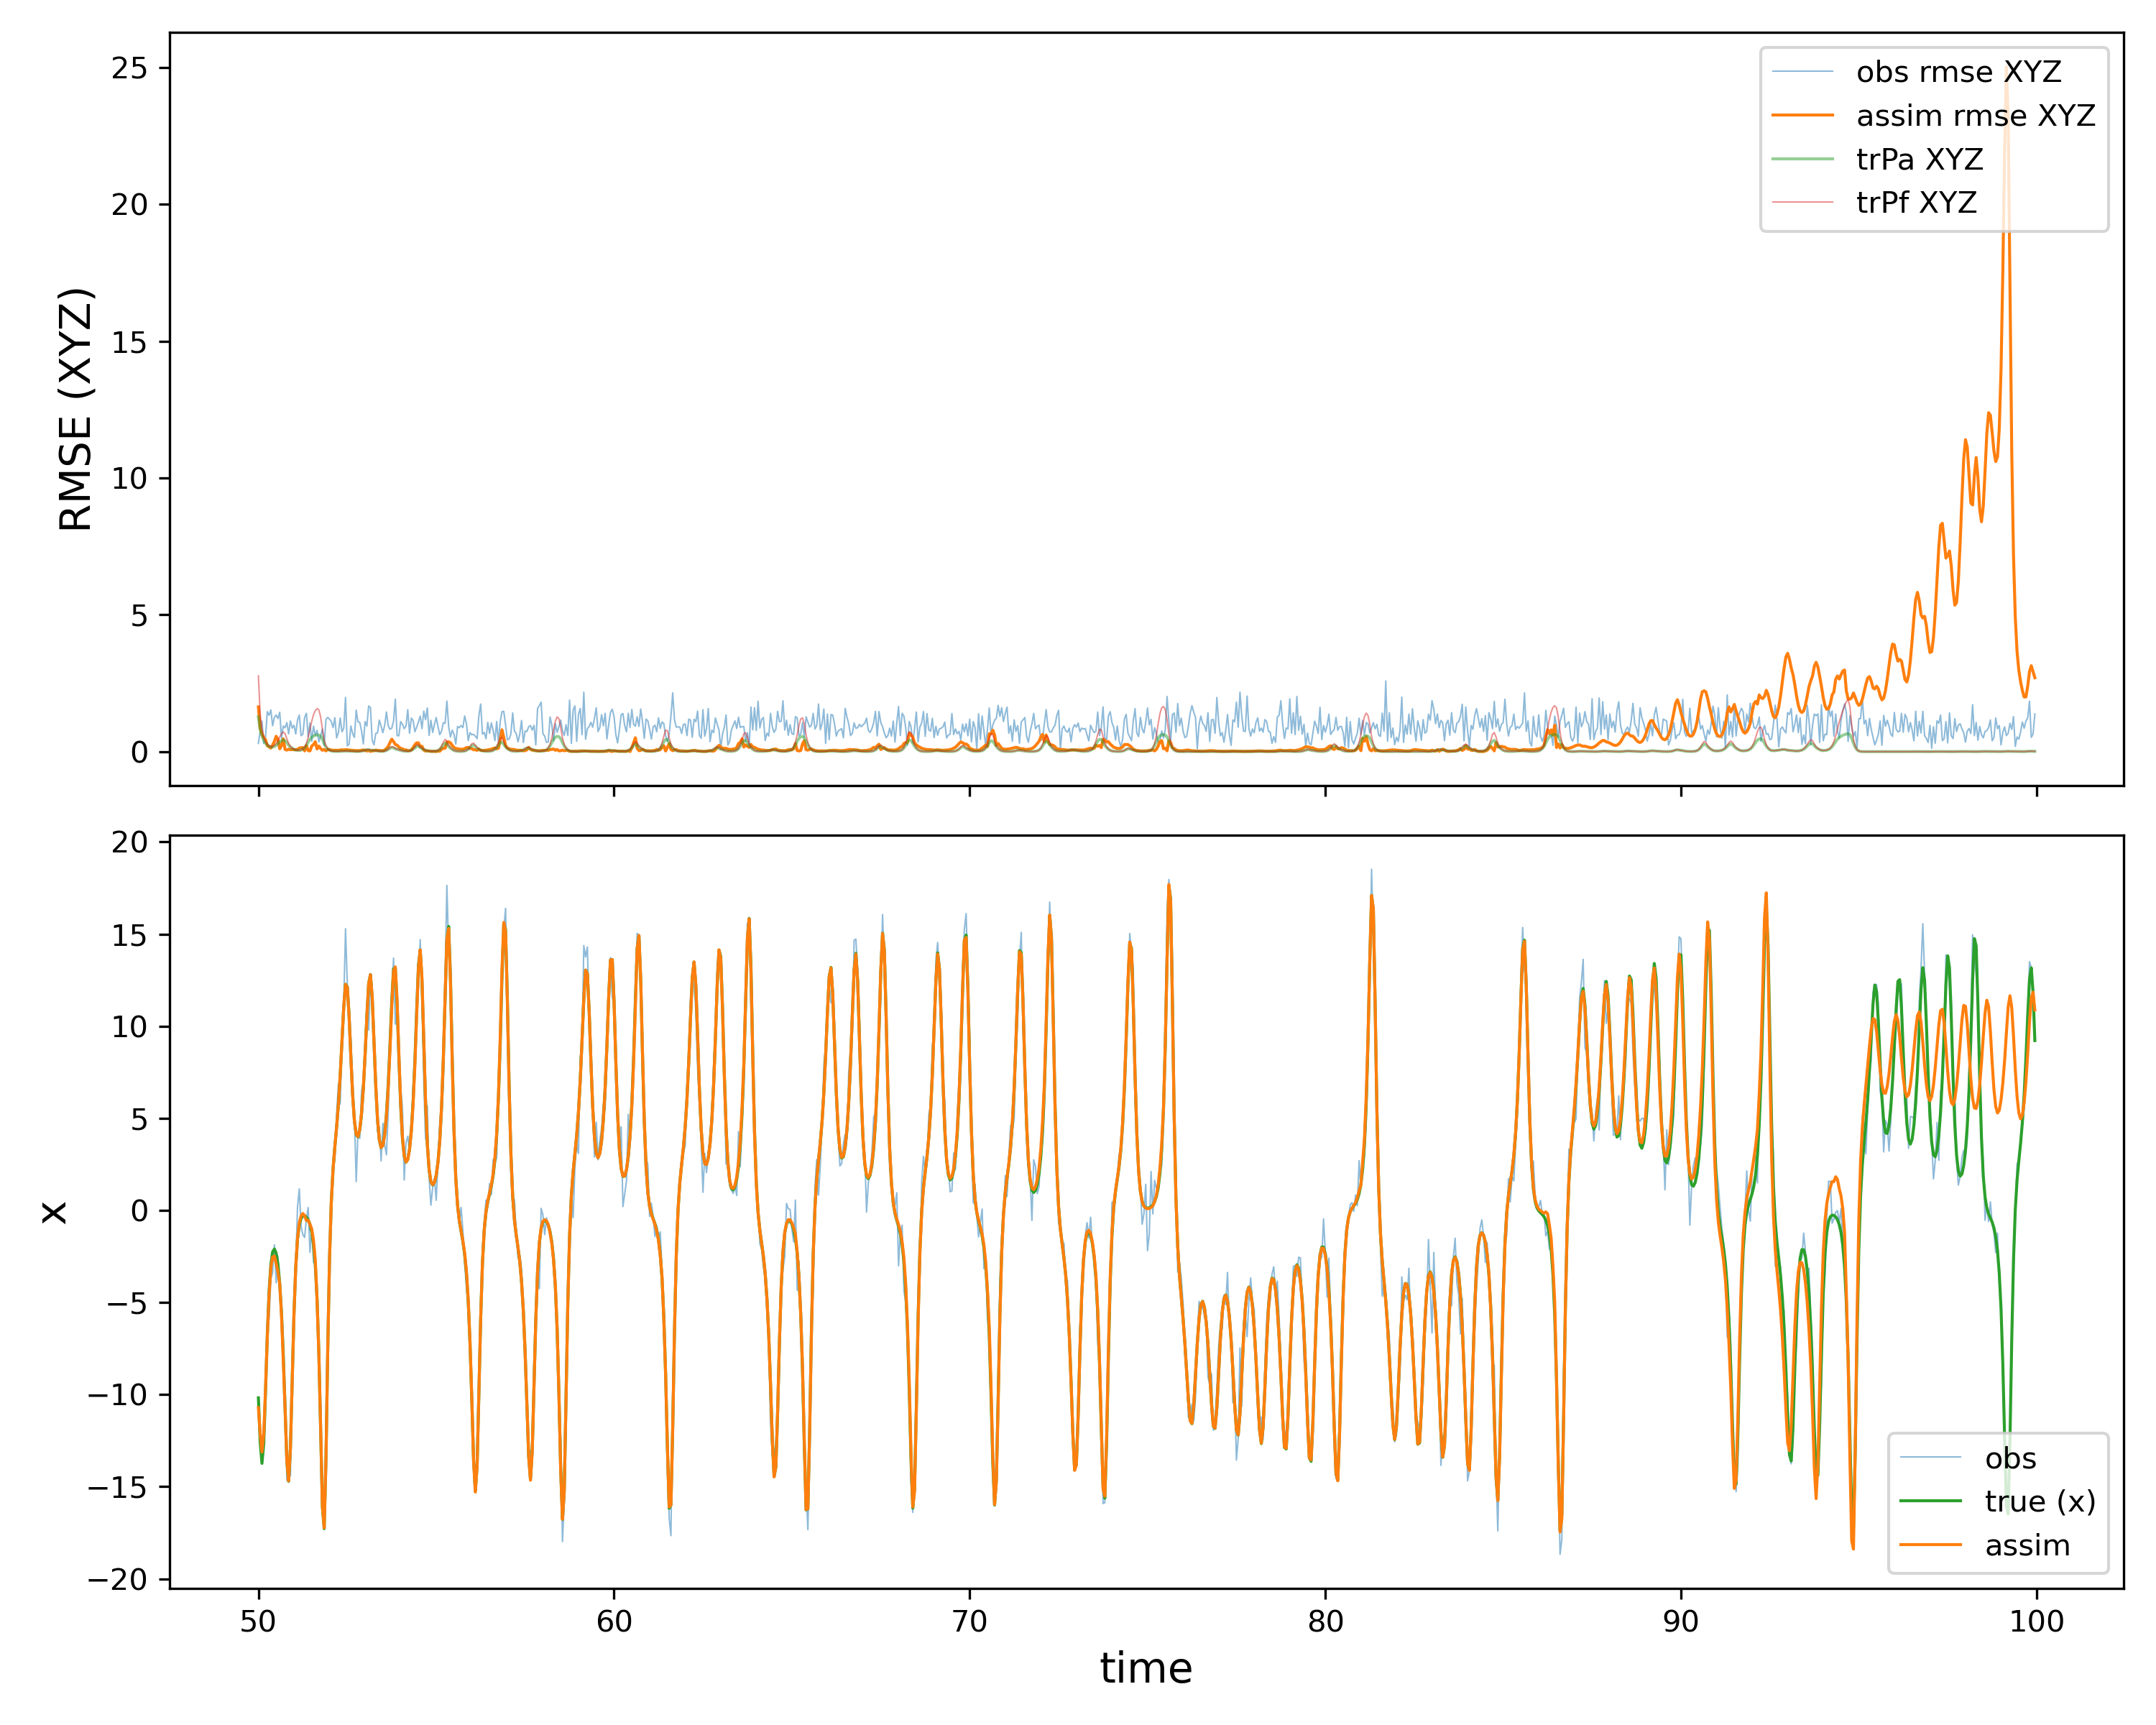 RMSE (XYZ)
25
20
15
10
5
0
obs rmse XYZ
assim rmse XYZ
trPa XYZ
trPf XYZ
x
20
15
10
5
0
−5
−10
−15
−20
obs
true (x)
assim
50 60 70 80 90 100
time